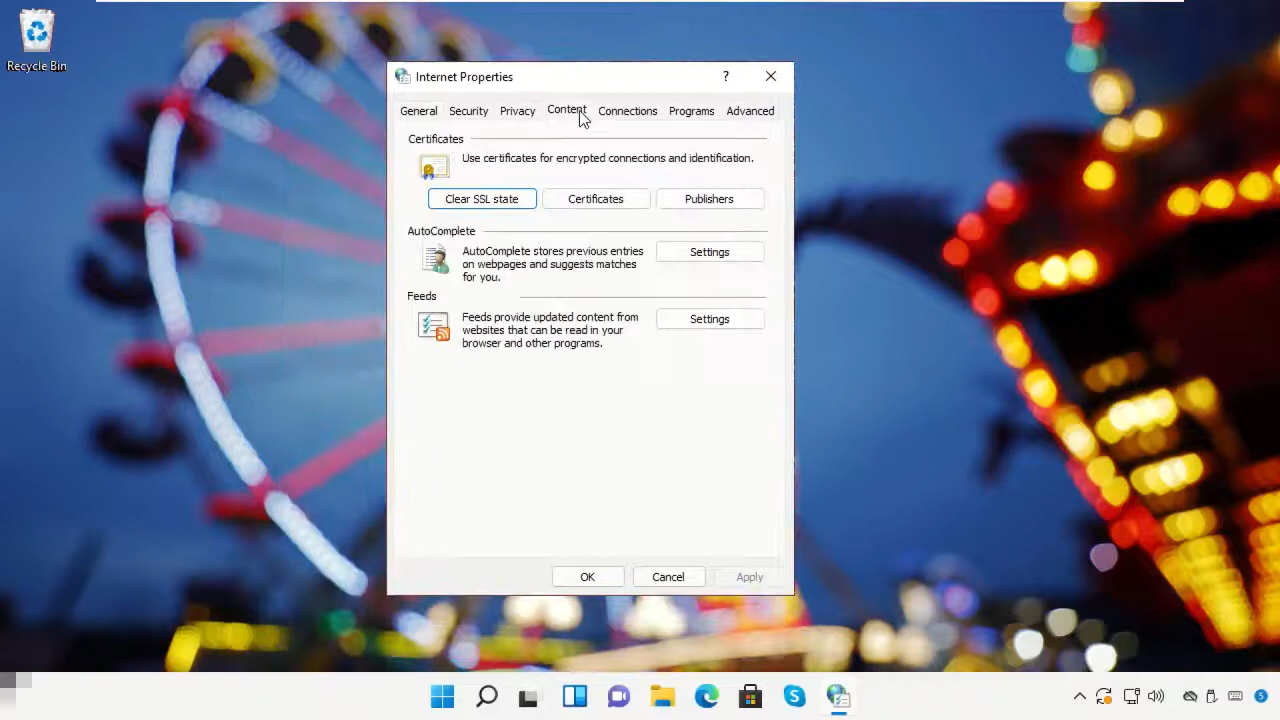 Recycle Bin
Internet Properties
?
General Security Privacy Content Connections Programs Advanced
Certificates
Use certificates for encrypted connections and identification.
Clear SSL state Certificates Publishers
AutoComplete
AutoComplete stores previous entries
on webpages and suggests matches
for you.
Settings
Feeds
Feeds provide updated content from
websites that can be read in your
browser and other programs.
Settings
OK Cancel Apply
5